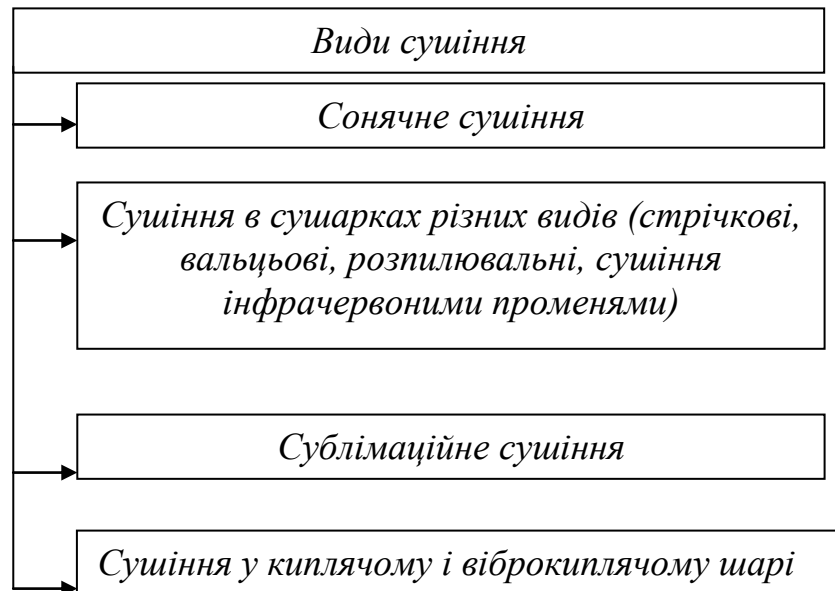 Види сушіння
Сонячне сушіння
Сушіння в сушарках різних видів (стрічкові,
вальцьові, розпилювальні, сушіння
інфрачервоними променями)
Сублімаційне сушіння
Сушіння у киплячому і віброкиплячому шарі